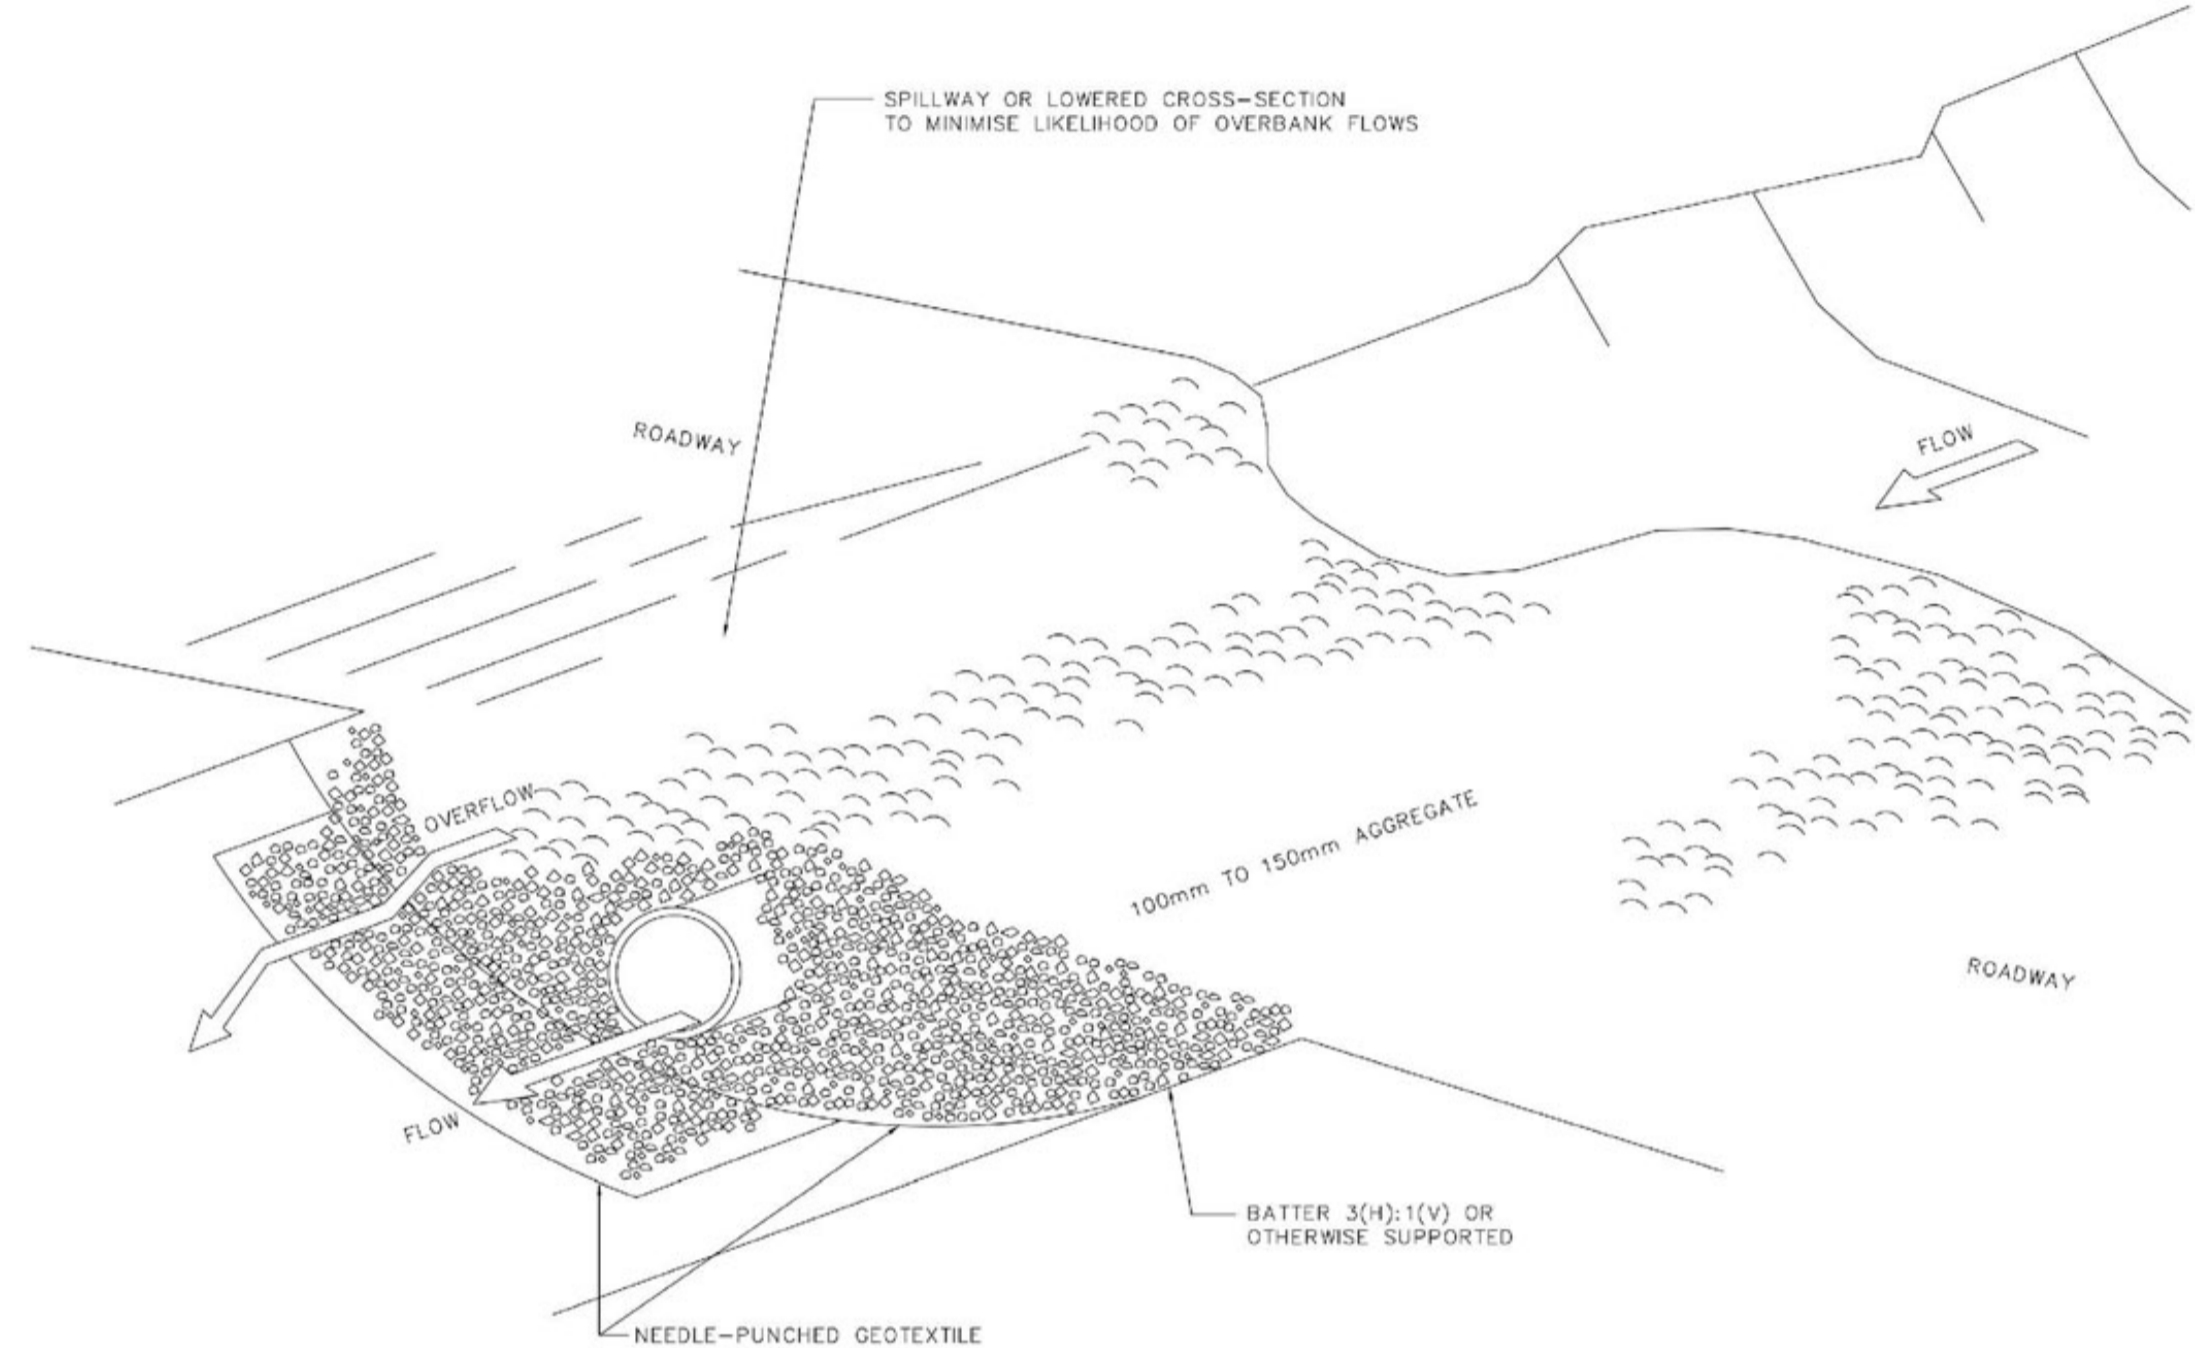 SPILLWAY OR LOWERED CROSS-SECTION
TO MINIMISE LIKELIHOOD OF OVERBANK FLOWS
ROADWAY
FLOW
OVERFLOW
100mm TO 150mm AGGREGATE
ROADWAY
FLOW
BATTER 3(H):1(V) OR
OTHERWISE SUPPORTED
NEEDLE-PUNCHED GEOTEXTILE